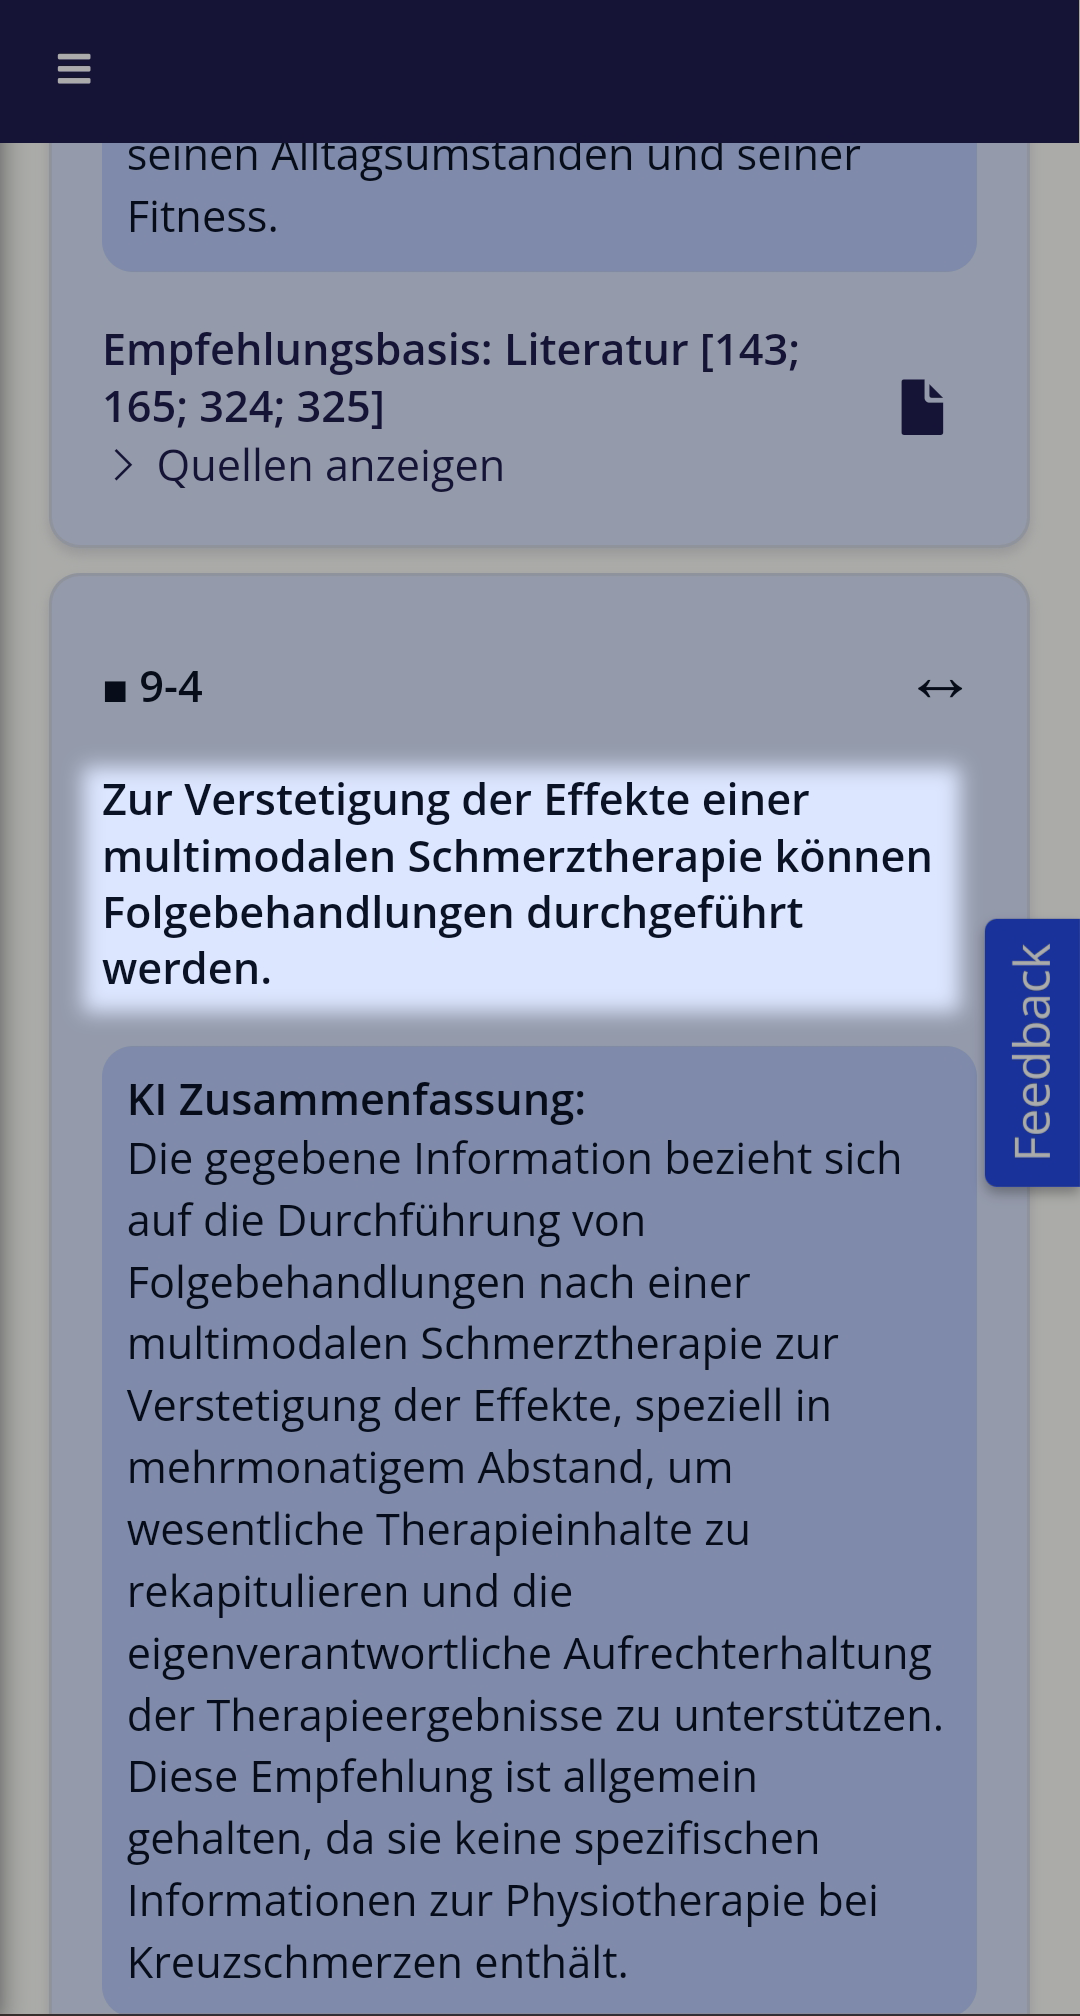 seinen Alltagsumständen und seiner
Fitness.
Empfehlungsbasis: Literatur [143;
165; 324; 325]
> Quellen anzeigen
■ 9-4 ↔
Zur Verstetigung der Effekte einer
multimodalen Schmerztherapie können
Folgebehandlungen durchgeführt
werden.
Feedback
KI Zusammenfassung:
Die gegebene Information bezieht sich
auf die Durchführung von
Folgebehandlungen nach einer
multimodalen Schmerztherapie zur
Verstetigung der Effekte, speziell in
mehrmonatigem Abstand, um
wesentliche Therapieinhalte zu
rekapitulieren und die
eigenverantwortliche Aufrechterhaltung
der Therapieergebnisse zu unterstützen.
Diese Empfehlung ist allgemein
gehalten, da sie keine spezifischen
Informationen zur Physiotherapie bei
Kreuzschmerzen enthält.